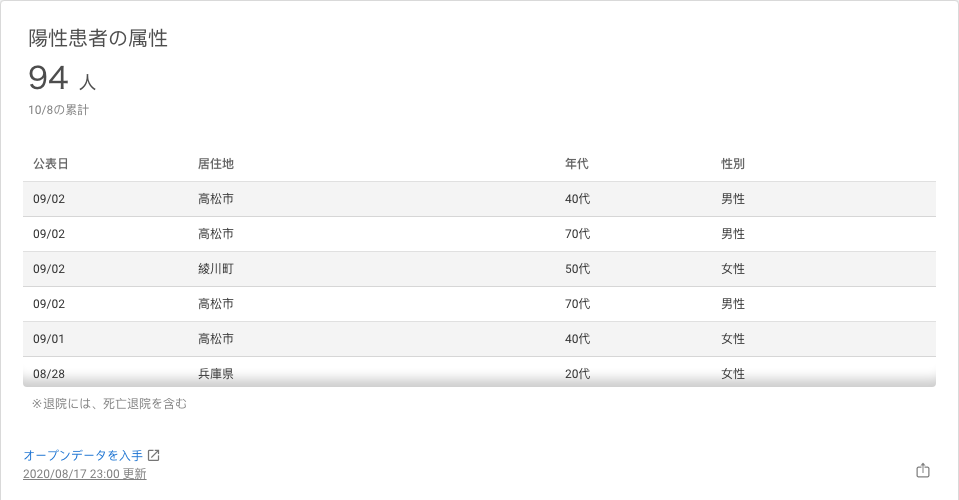 陽性患者の属性
94 人
10/8の累計
公表日 居住地 年代 性別
09/02 高松市 40代 男性
09/02 高松市 70代 男性
09/02 綾川町 50代 女性
09/02 高松市 70代 男性
09/01 高松市 40代 女性
08/28 兵庫県 20代 女性
※退院には、死亡退院を含む
オープンデータを入手
2020/08/17 23:00 更新